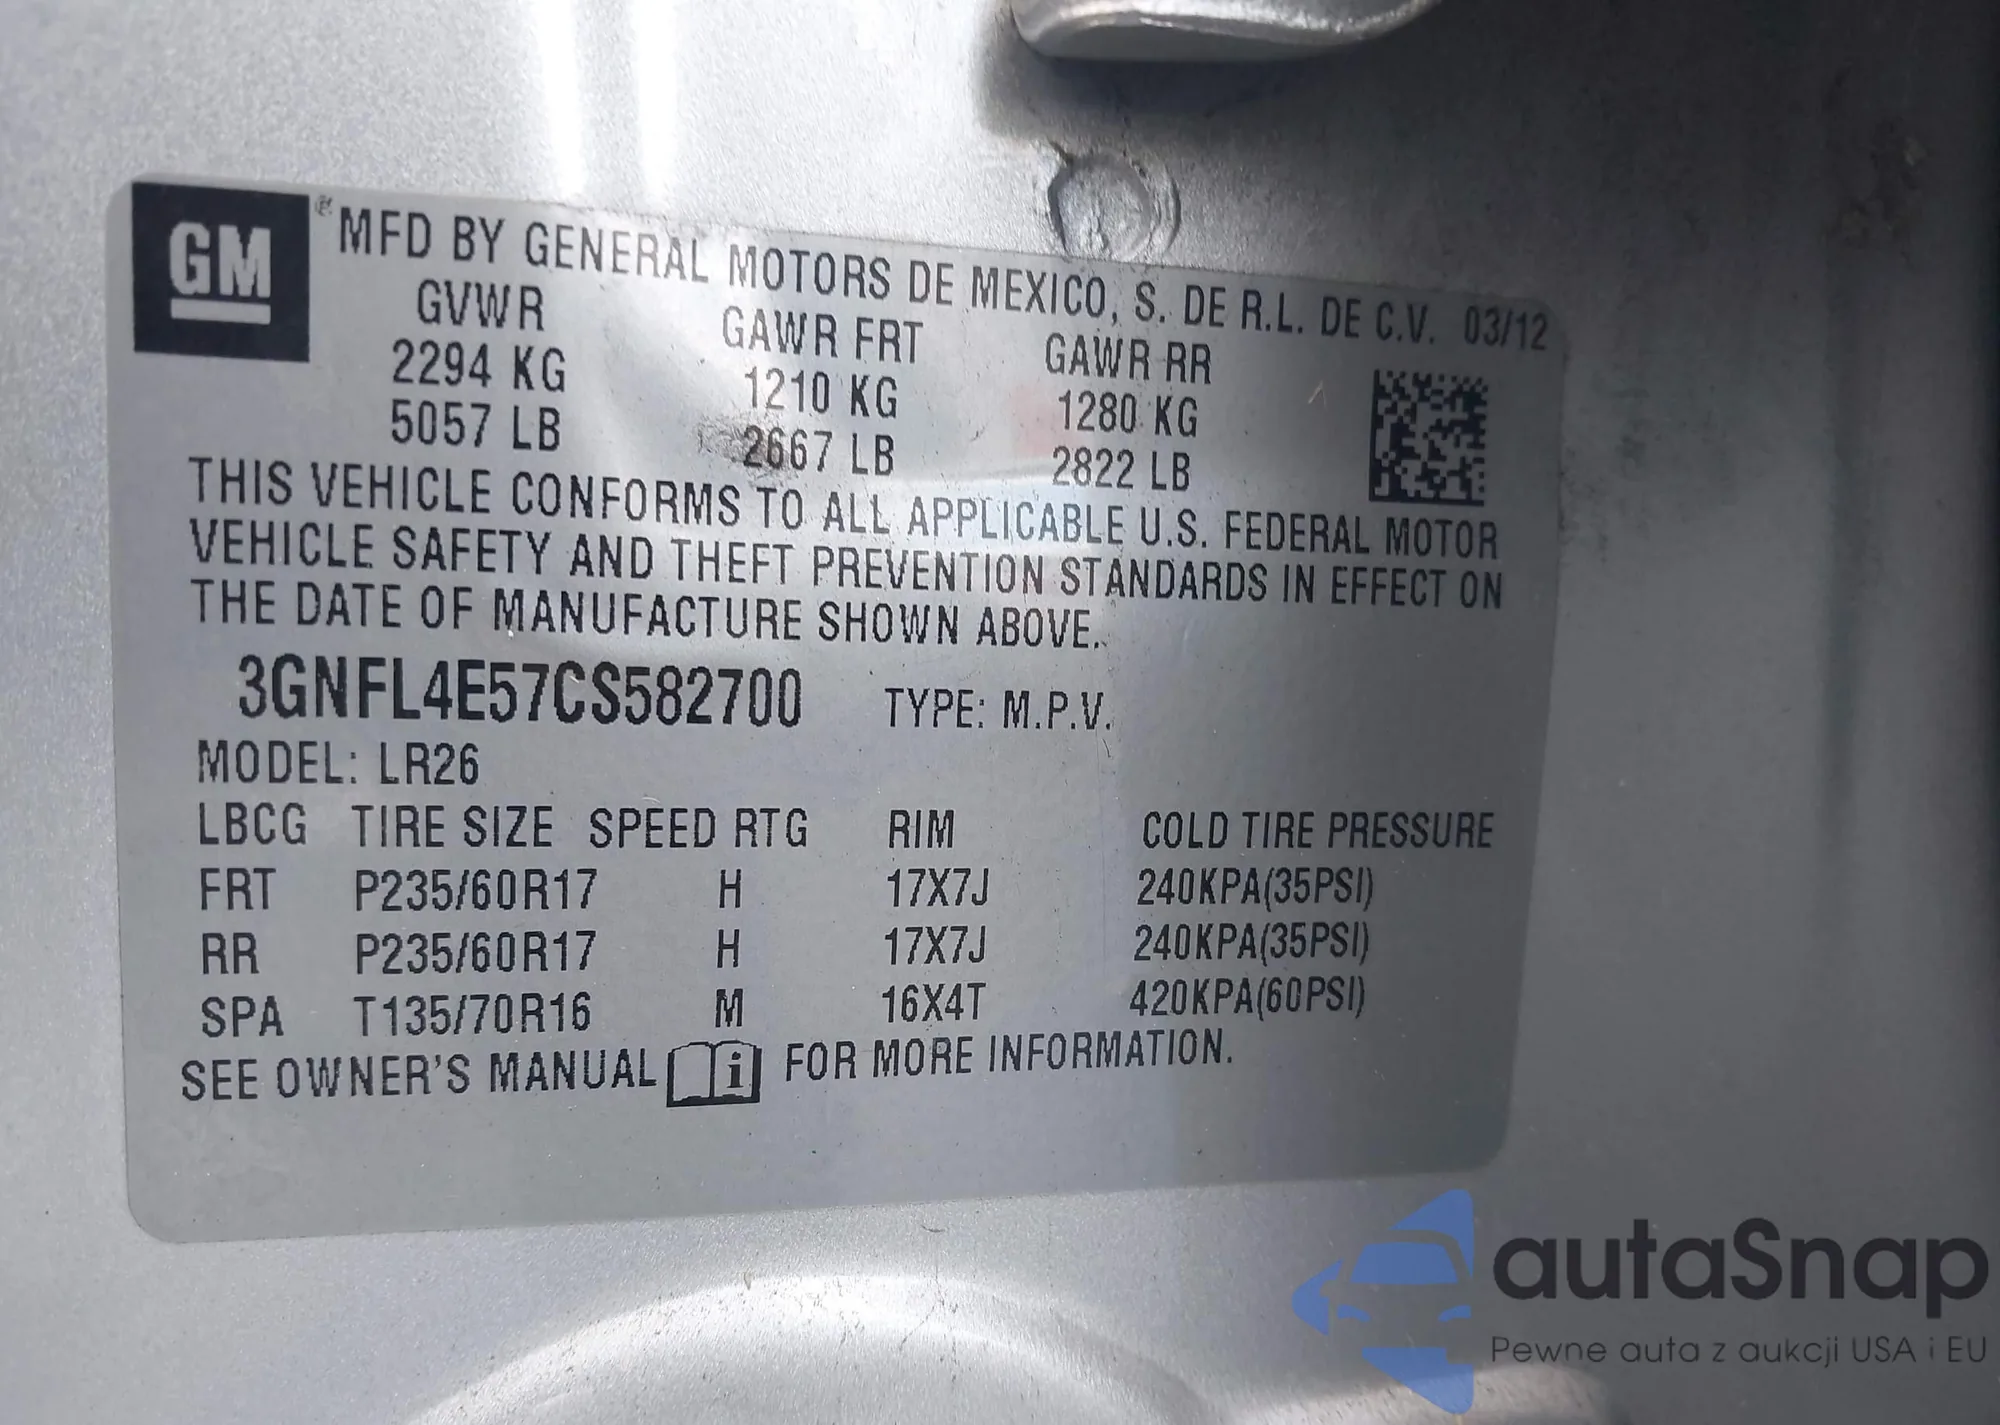 GM
® MFD BY GENERAL MOTORS DE MEXICO, S. DE R.L. DE C.V. 03/12
GVWR GAWR FRT GAWR RR
2294 KG 1210 KG 1280 KG
5057 LB 2667 LB 2822 LB
THIS VEHICLE CONFORMS TO ALL APPLICABLE U.S. FEDERAL MOTOR
VEHICLE SAFETY AND THEFT PREVENTION STANDARDS IN EFFECT ON
THE DATE OF MANUFACTURE SHOWN ABOVE.
3GNFL4E57CS582700 TYPE: M.P.V.
MODEL: LR26
LBCG TIRE SIZE SPEED RTG RIM COLD TIRE PRESSURE
FRT P235/60R17 H 17X7J 240KPA(35PSI)
RR P235/60R17 H 17X7J 240KPA(35PSI)
SPA T135/70R16 M 16X4T 420KPA(60PSI)
SEE OWNER'S MANUAL i FOR MORE INFORMATION.
autaSnap
Pewne auta z aukcji USA i EU